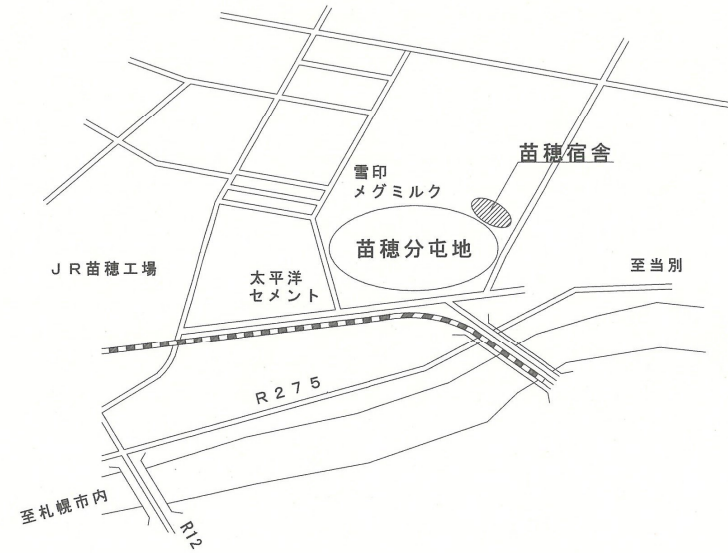 苗穂宿舎
雪印
メグミルク
苗穂分屯地
JR苗穂工場
太平洋
セメント
至当別
R275
至札幌市内
R12